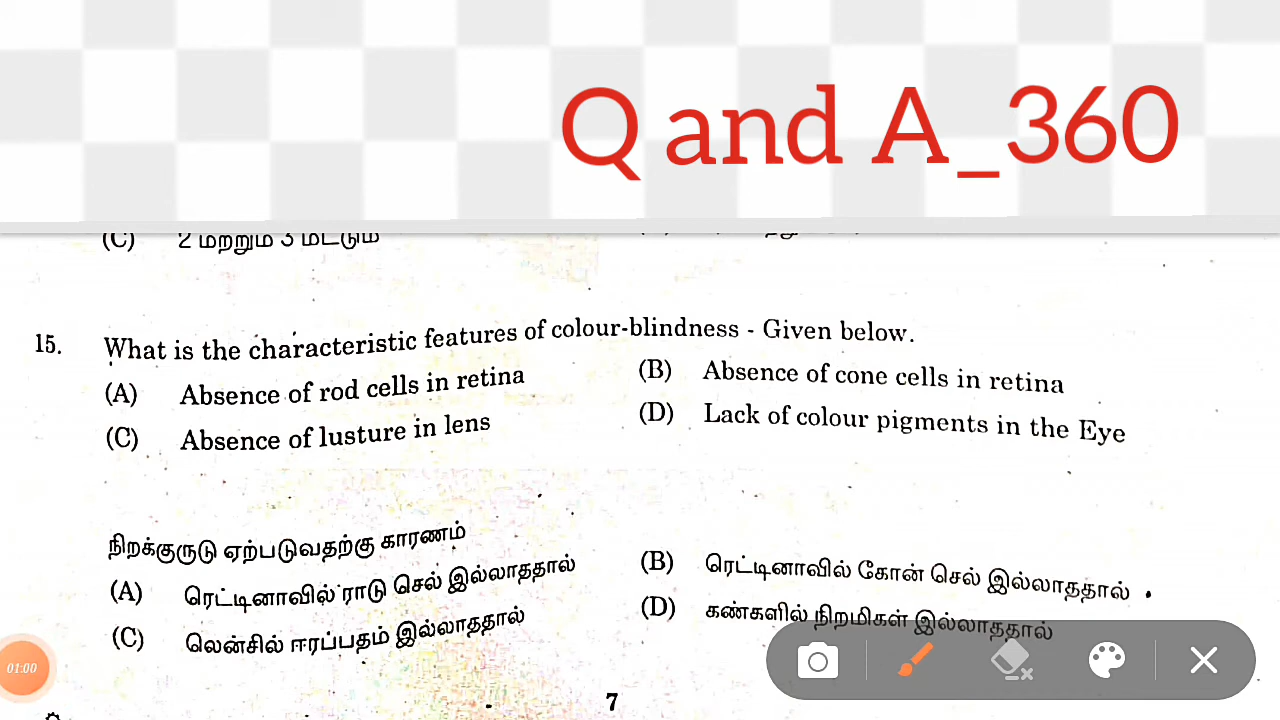 Q and A_360
(C) 2 மற்றும் 3 மட்டும்
15. What is the characteristic features of colour-blindness - Given below.
(A) Absence of rod cells in retina (B) Absence of cone cells in retina
(C) Absence of lusture in lens (D) Lack of colour pigments in the Eye
நிறக்குருடு ஏற்படுவதற்கு காரணம்
(A) ரெட்டினாவில் ராடு செல் இல்லாததால் (B) ரெட்டினாவில் கோன் செல் இல்லாததால்
(C) லென்சில் ஈரப்பதம் இல்லாததால் (D) கண்களில் நிறமிகள் இல்லாததால்
01:00
7